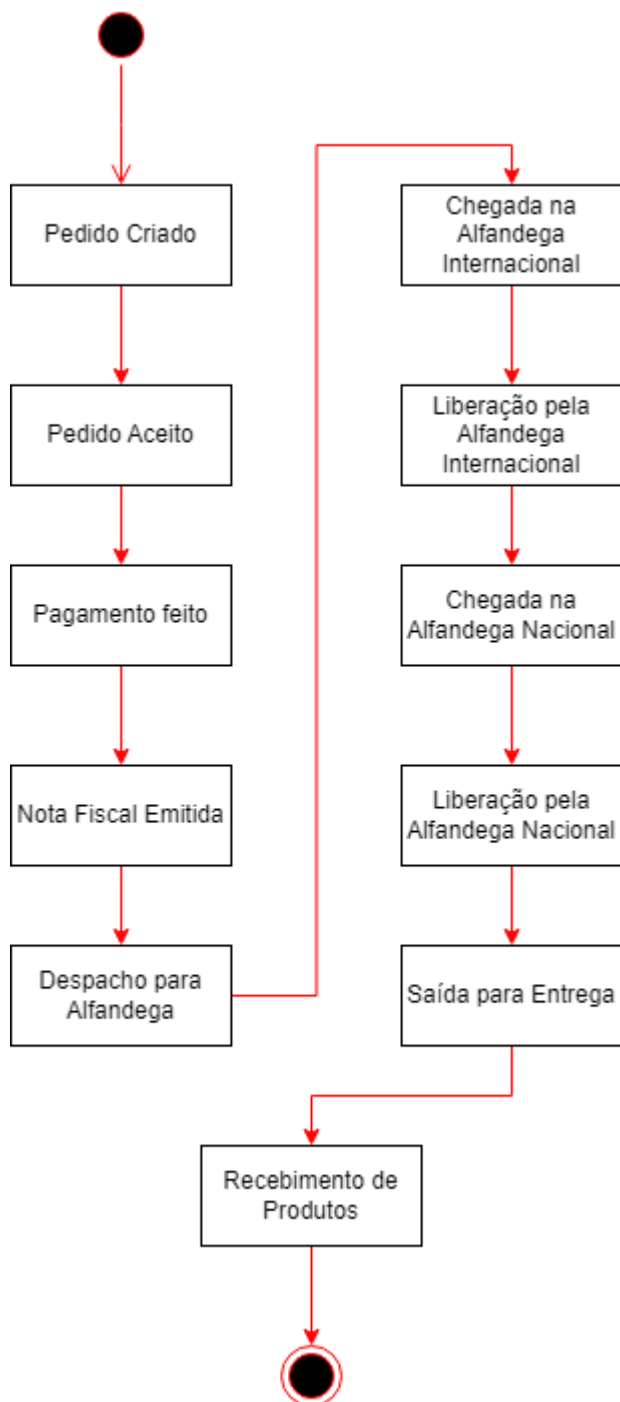 Pedido Criado
Pedido Aceito
Pagamento feito
Nota Fiscal Emitida
Despacho para
Alfandega
Chegada na
Alfandega
Internacional
Liberação pela
Alfandega
Internacional
Chegada na
Alfandega Nacional
Liberação pela
Alfandega Nacional
Saída para Entrega
Recebimento de
Produtos